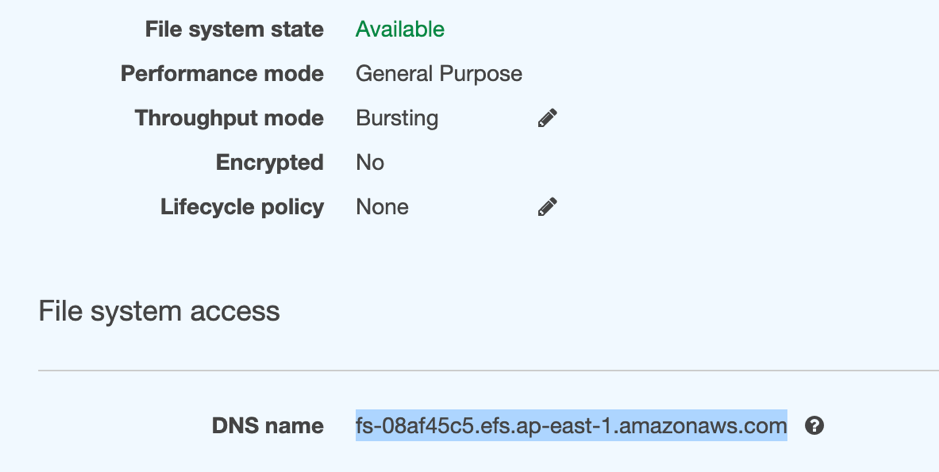 File system state Available
Performance mode General Purpose
Throughput mode Bursting
Encrypted No
Lifecycle policy None
File system access
DNS name fs-08af45c5.efs.ap-east-1.amazonaws.com ?